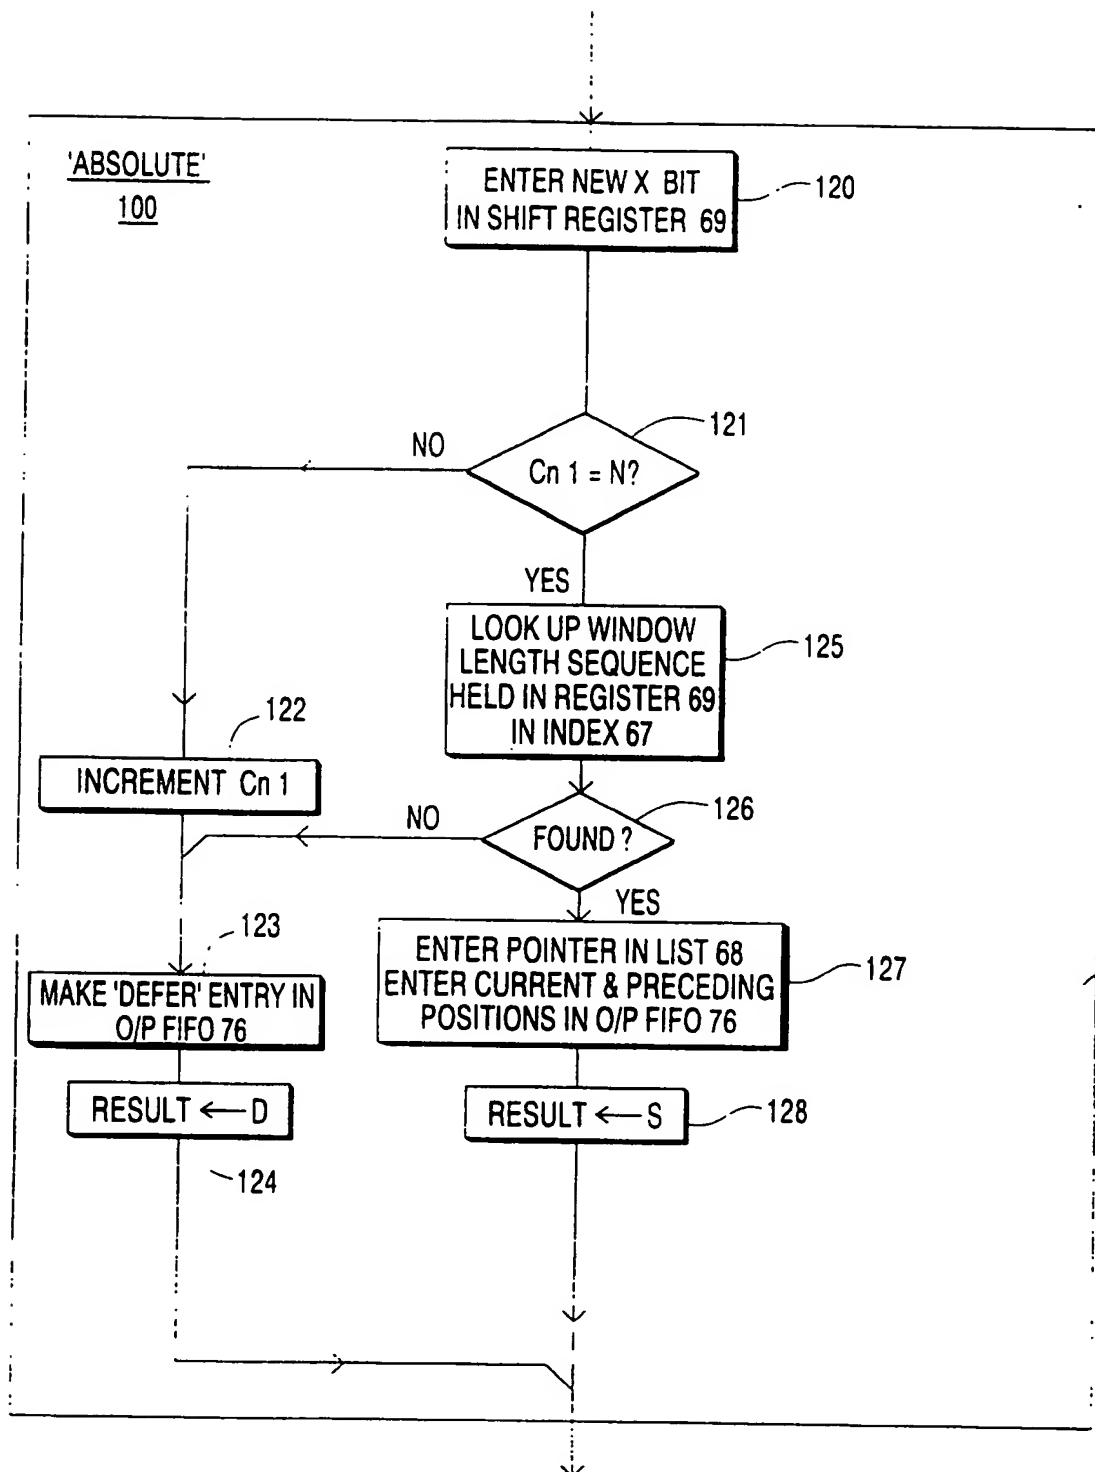 'ABSOLUTE'
100
ENTER NEW X BIT
IN SHIFT REGISTER 69
120
121
NO
Cn 1 = N?
YES
LOOK UP WINDOW
LENGTH SEQUENCE
HELD IN REGISTER 69
IN INDEX 67
125
122
INCREMENT Cn 1
126
NO
FOUND ?
YES
123
MAKE 'DEFER' ENTRY IN
O/P FIFO 76
ENTER POINTER IN LIST 68
ENTER CURRENT & PRECEDING
POSITIONS IN O/P FIFO 76
127
RESULT ← D
124
RESULT ← S
128